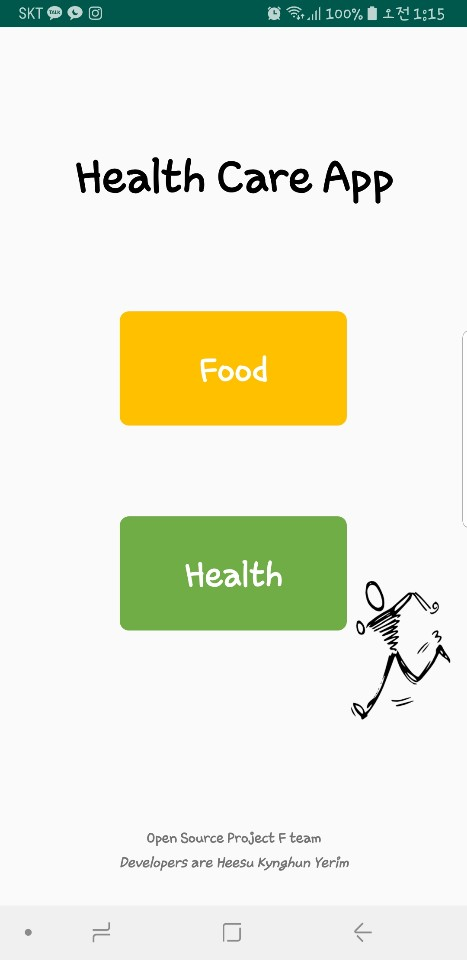 SKT 100% 오전 1:15
Health Care App
Food
Health
Open Source Project F team
Developers are Heesu Kynghun Yerim